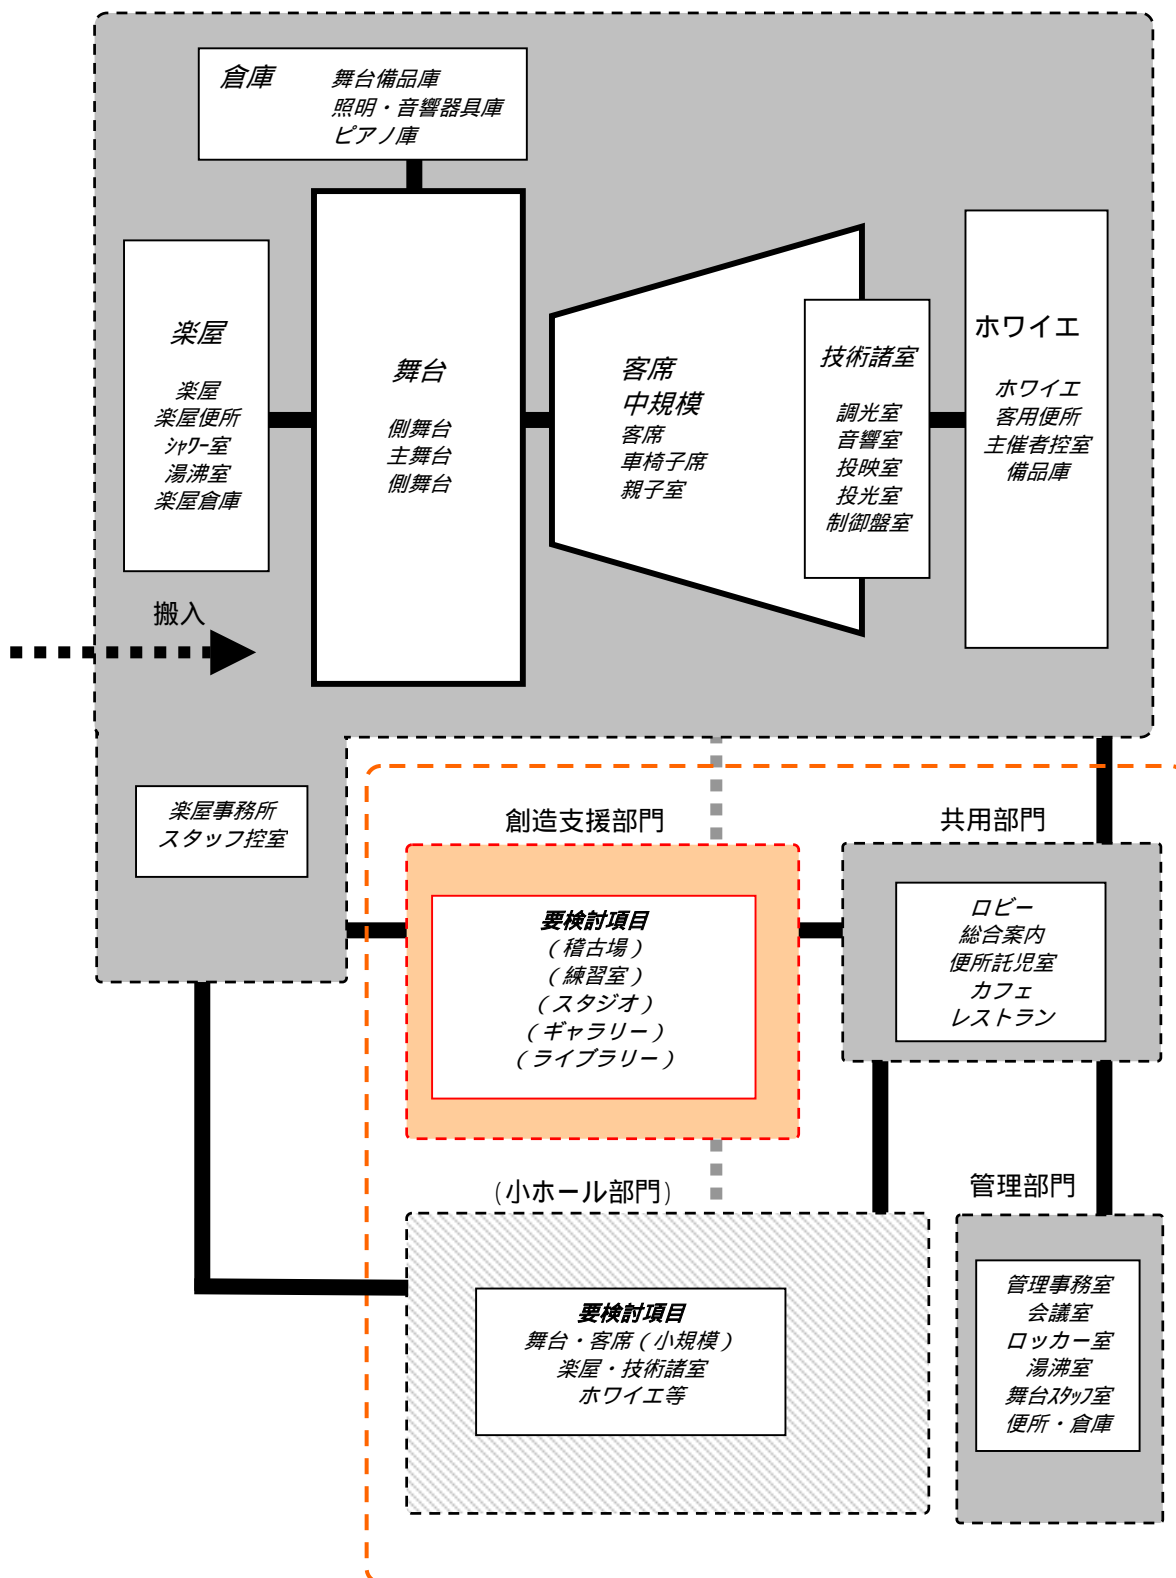 倉庫
舞台備品庫
照明・音響器具庫
ピアノ庫
楽屋
楽屋
楽屋便所
ｼｬﾜｰ室
湯沸室
楽屋倉庫
舞台
側舞台
主舞台
側舞台
客席
中規模
客席
車椅子席
親子室
技術諸室
調光室
音響室
投映室
投光室
制御盤室
ホワイエ
ホワイエ
客用便所
主催者控室
備品庫
搬入
楽屋事務所
スタッフ控室
創造支援部門
要検討項目
(稽古場)
(練習室)
(スタジオ)
(ギャラリー)
(ライブラリー)
共用部門
ロビー
総合案内
便所託児室
カフェ
レストラン
(小ホール部門)
要検討項目
舞台・客席(小規模)
楽屋・技術諸室
ホワイエ等
管理部門
管理事務室
会議室
ロッカー室
湯沸室
舞台ｽﾀｯﾌ室
便所・倉庫